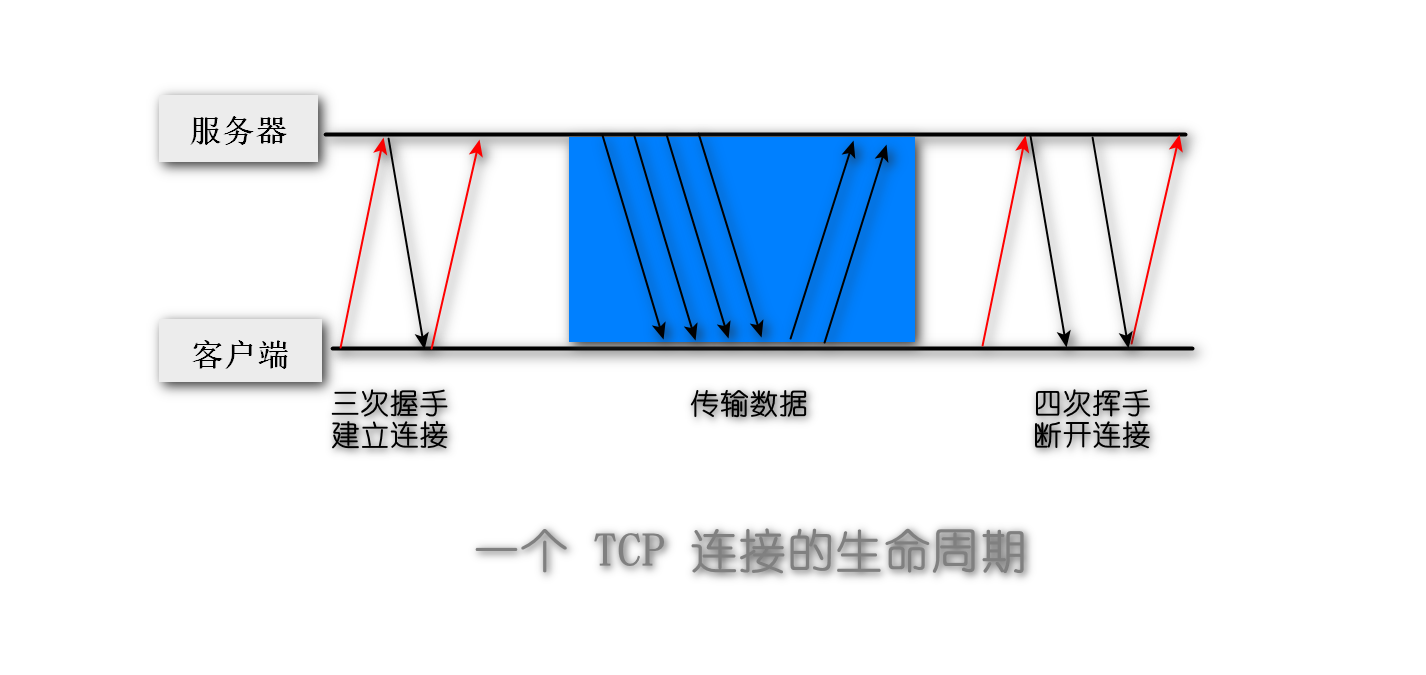 服务器
客户端
三次握手
建立连接
传输数据
四次挥手
断开连接
一个 TCP 连接的生命周期